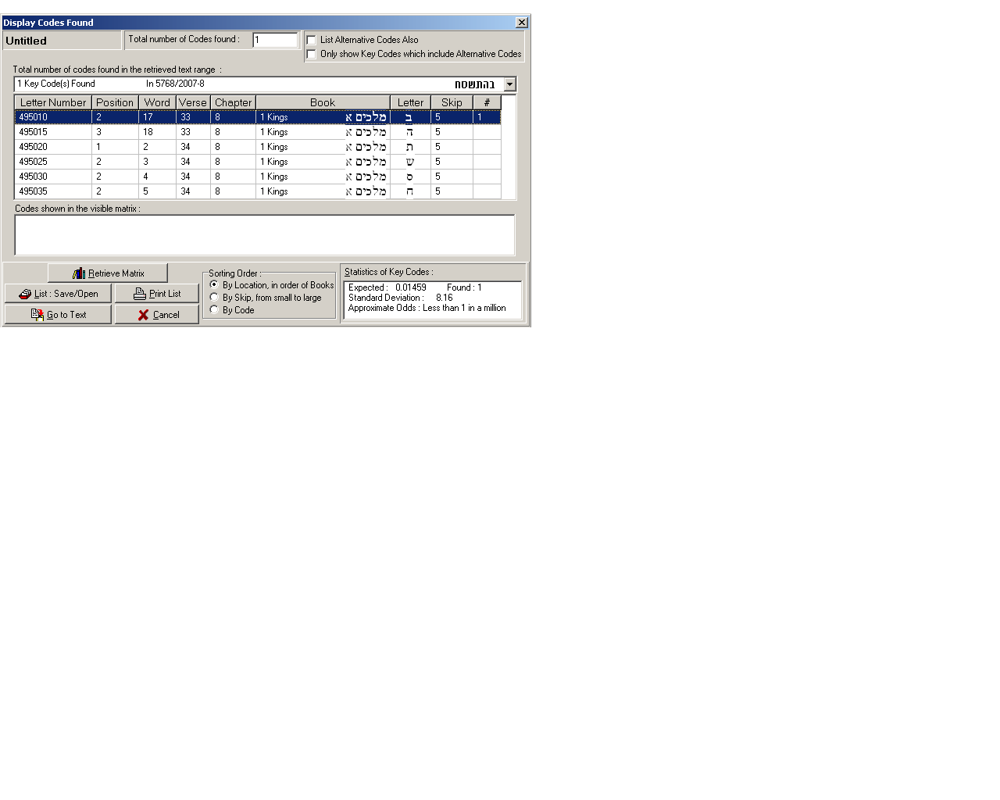 Display Codes Found
Untitled
Total number of Codes found : 1
List Alternative Codes Also
Only show Key Codes which include Alternative Codes
Total number of codes found in the retrieved text range :
1 Key Code(s) Found In 5768/2007-8 בהתשסח
Letter Number Position Word Verse Chapter Book Letter Skip #
495010 2 17 33 8 1 Kings מלכים א ב 5 1
495015 3 18 33 8 1 Kings מלכים א ה 5
495020 1 2 34 8 1 Kings מלכים א ת 5
495025 2 3 34 8 1 Kings מלכים א ש 5
495030 2 4 34 8 1 Kings מלכים א ס 5
495035 2 5 34 8 1 Kings מלכים א ח 5
Codes shown in the visible matrix :
Retrieve Matrix
List : Save/Open
Print List
Go to Text
Cancel
Sorting Order :
By Location, in order of Books
By Skip, from small to large
By Code
Statistics of Key Codes :
Expected : 0.01459 Found : 1
Standard Deviation : 8.16
Approximate Odds : Less than 1 in a million